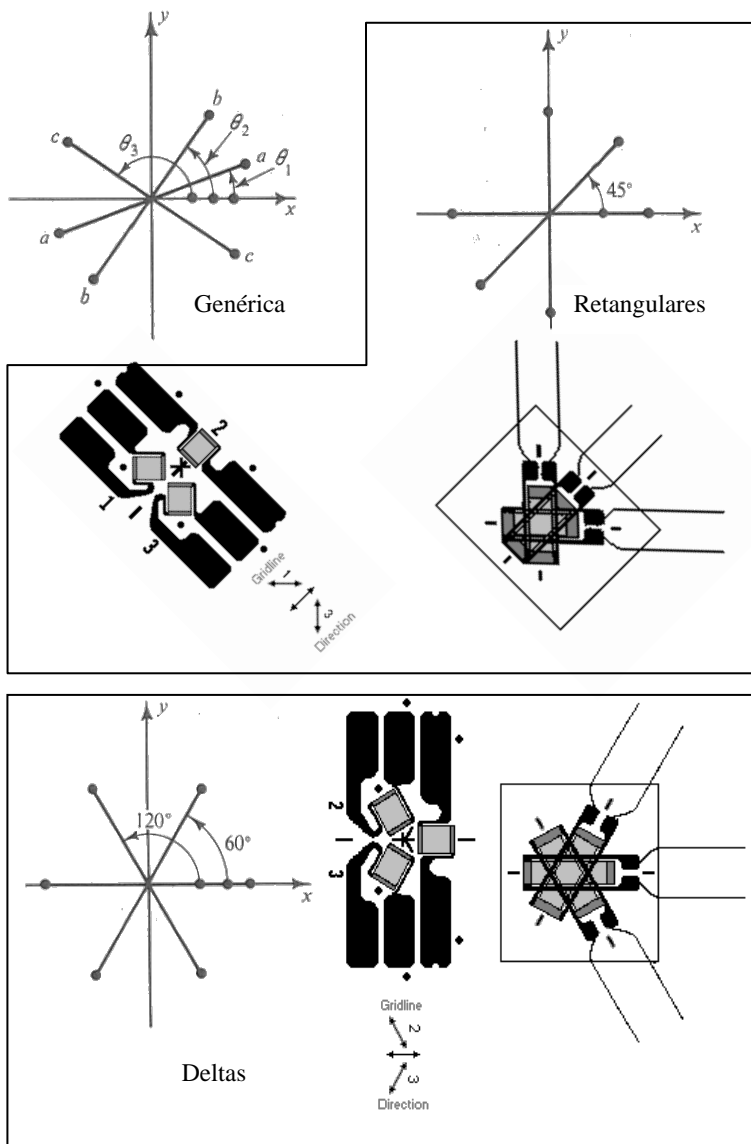 y
b
c
θ3
θ2
a
θ1
x
a
c
b
Genérica
y
45°
x
Retangulares
2
1
3
Gridline
1
3
Direction
y
120°
60°
x
2
3
Gridline
2
3
Direction
Deltas